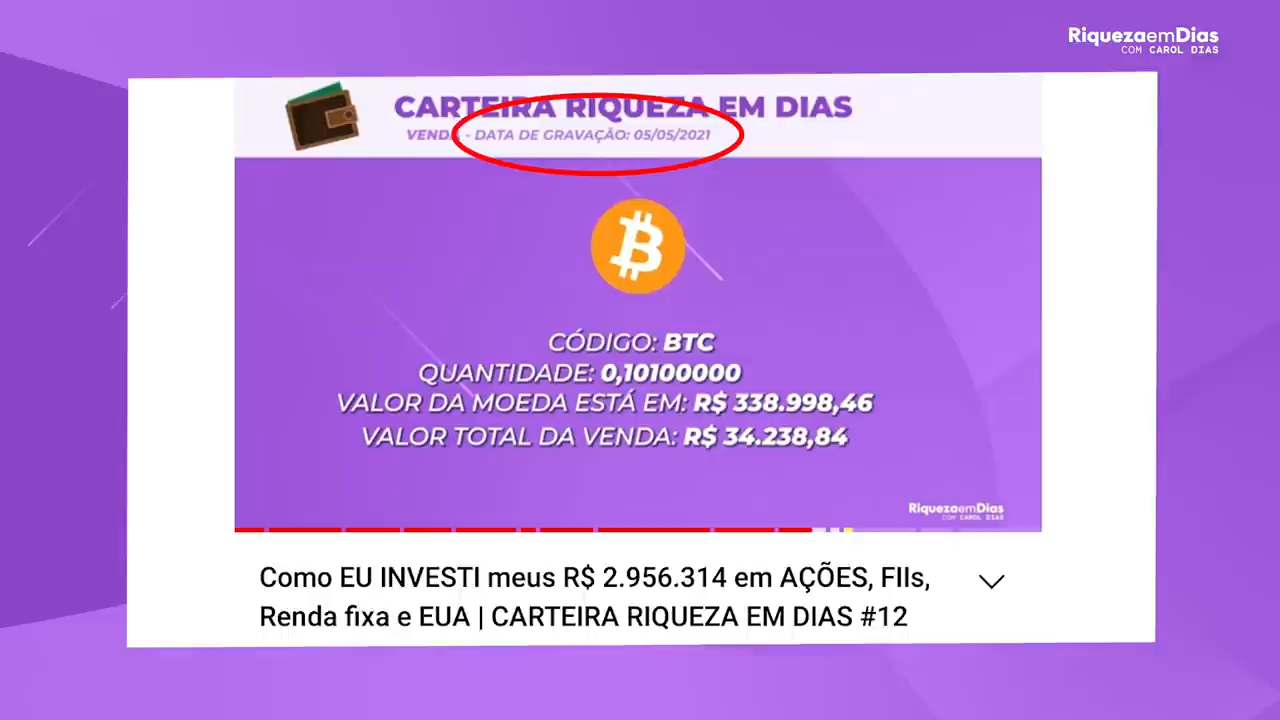 RiquezaemDias
COM CAROL DIAS
CARTEIRA RIQUEZA EM DIAS
VENDA - DATA DE GRAVAÇÃO: 05/05/2021
CÓDIGO: BTC
QUANTIDADE: 0,10100000
VALOR DA MOEDA ESTÁ EM: R$ 338.998,46
VALOR TOTAL DA VENDA: R$ 34.238,84
RiquezaemDias
COM CAROL DIAS
Como EU INVESTI meus R$ 2.956.314 em AÇÕES, FIIs,
Renda fixa e EUA | CARTEIRA RIQUEZA EM DIAS #12